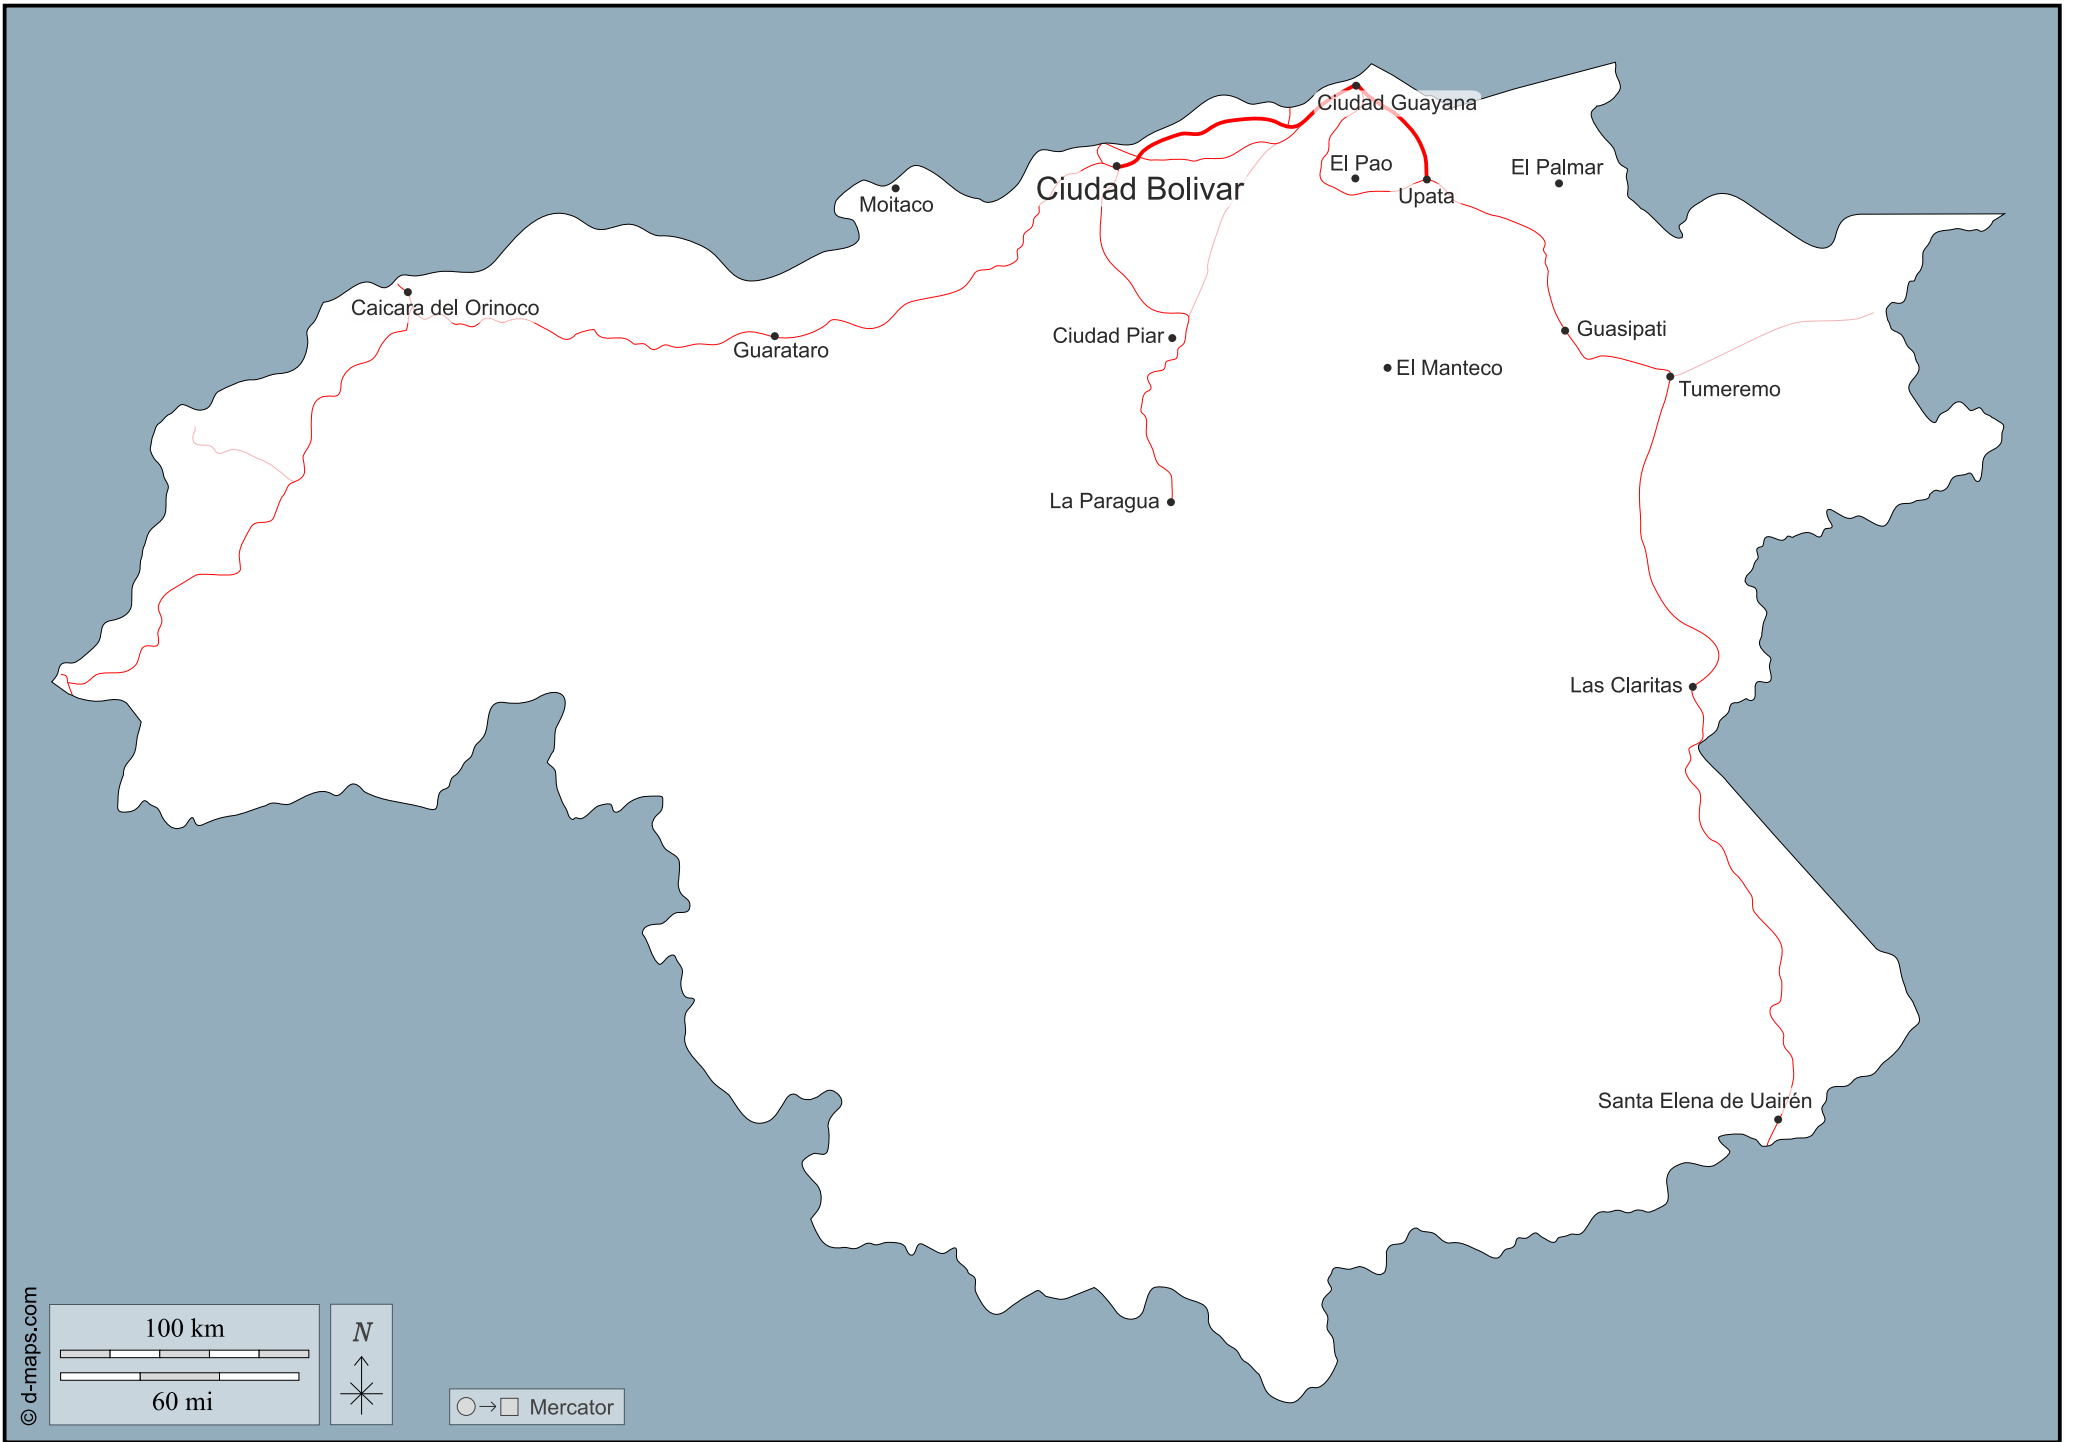 Ciudad Guayana
El Pao
El Palmar
Ciudad Bolivar
Upata
Moitaco
Caicara del Orinoco
Guasipati
Ciudad Piar
Guarataro
El Manteco
Tumeremo
La Paragua
Las Claritas
Santa Elena de Uairén
© d-maps.com
100 km
60 mi
N
Mercator